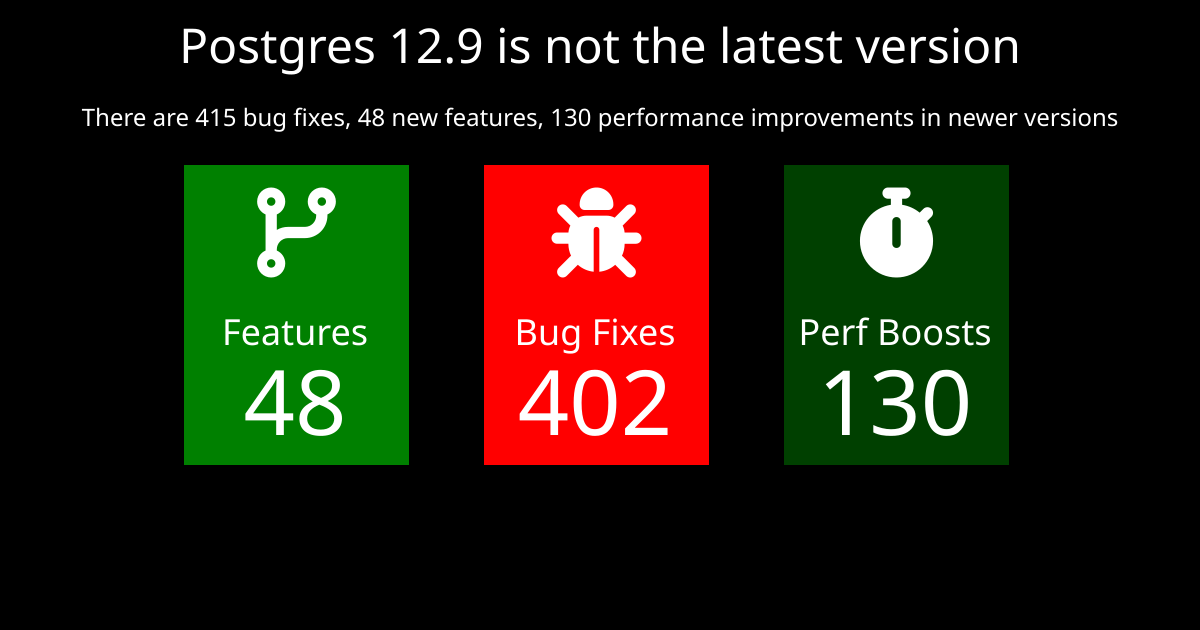 Postgres 12.9 is not the latest version
There are 415 bug fixes, 48 new features, 130 performance improvements in newer versions
Features
48
Bug Fixes
402
Perf Boosts
130